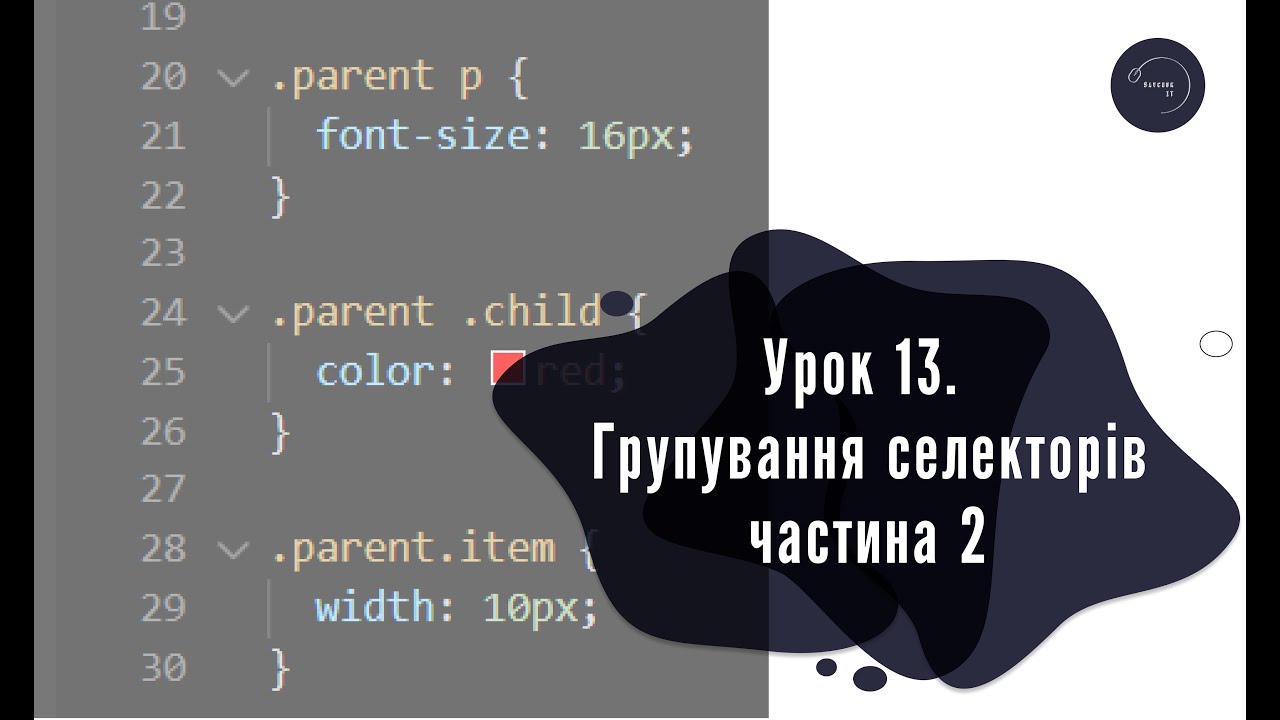 19
20 .parent p {
21 font-size: 16px;
22 }
23
24 .parent .child {
25 color: red;
26 }
27
28 .parent.item {
29 width: 10px;
30 }
Урок 13.
Групування селекторів
частина 2
IT